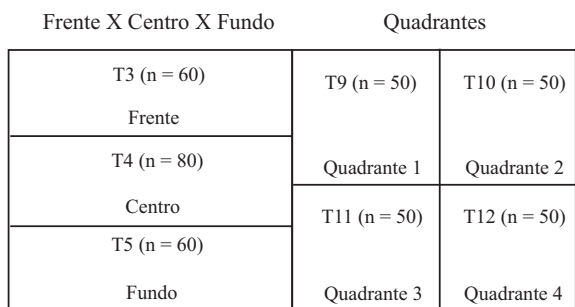 Frente X Centro X Fundo
Quadrantes
T3 (n = 60)
Frente
T4 (n = 80)
Centro
T5 (n = 60)
Fundo
T9 (n = 50)
Quadrante 1
T10 (n = 50)
Quadrante 2
T11 (n = 50)
Quadrante 3
T12 (n = 50)
Quadrante 4